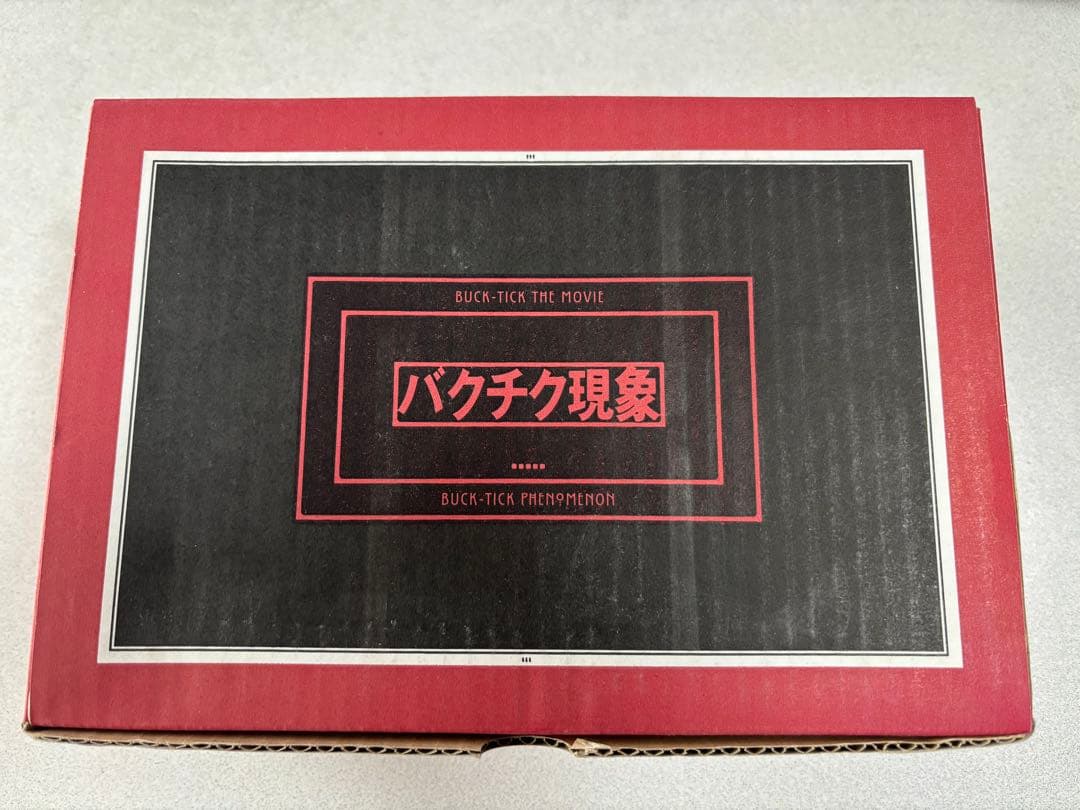 BUCK-TICK THE MOVIE
バクチク現象
BUCK-TICK PHENOMENON